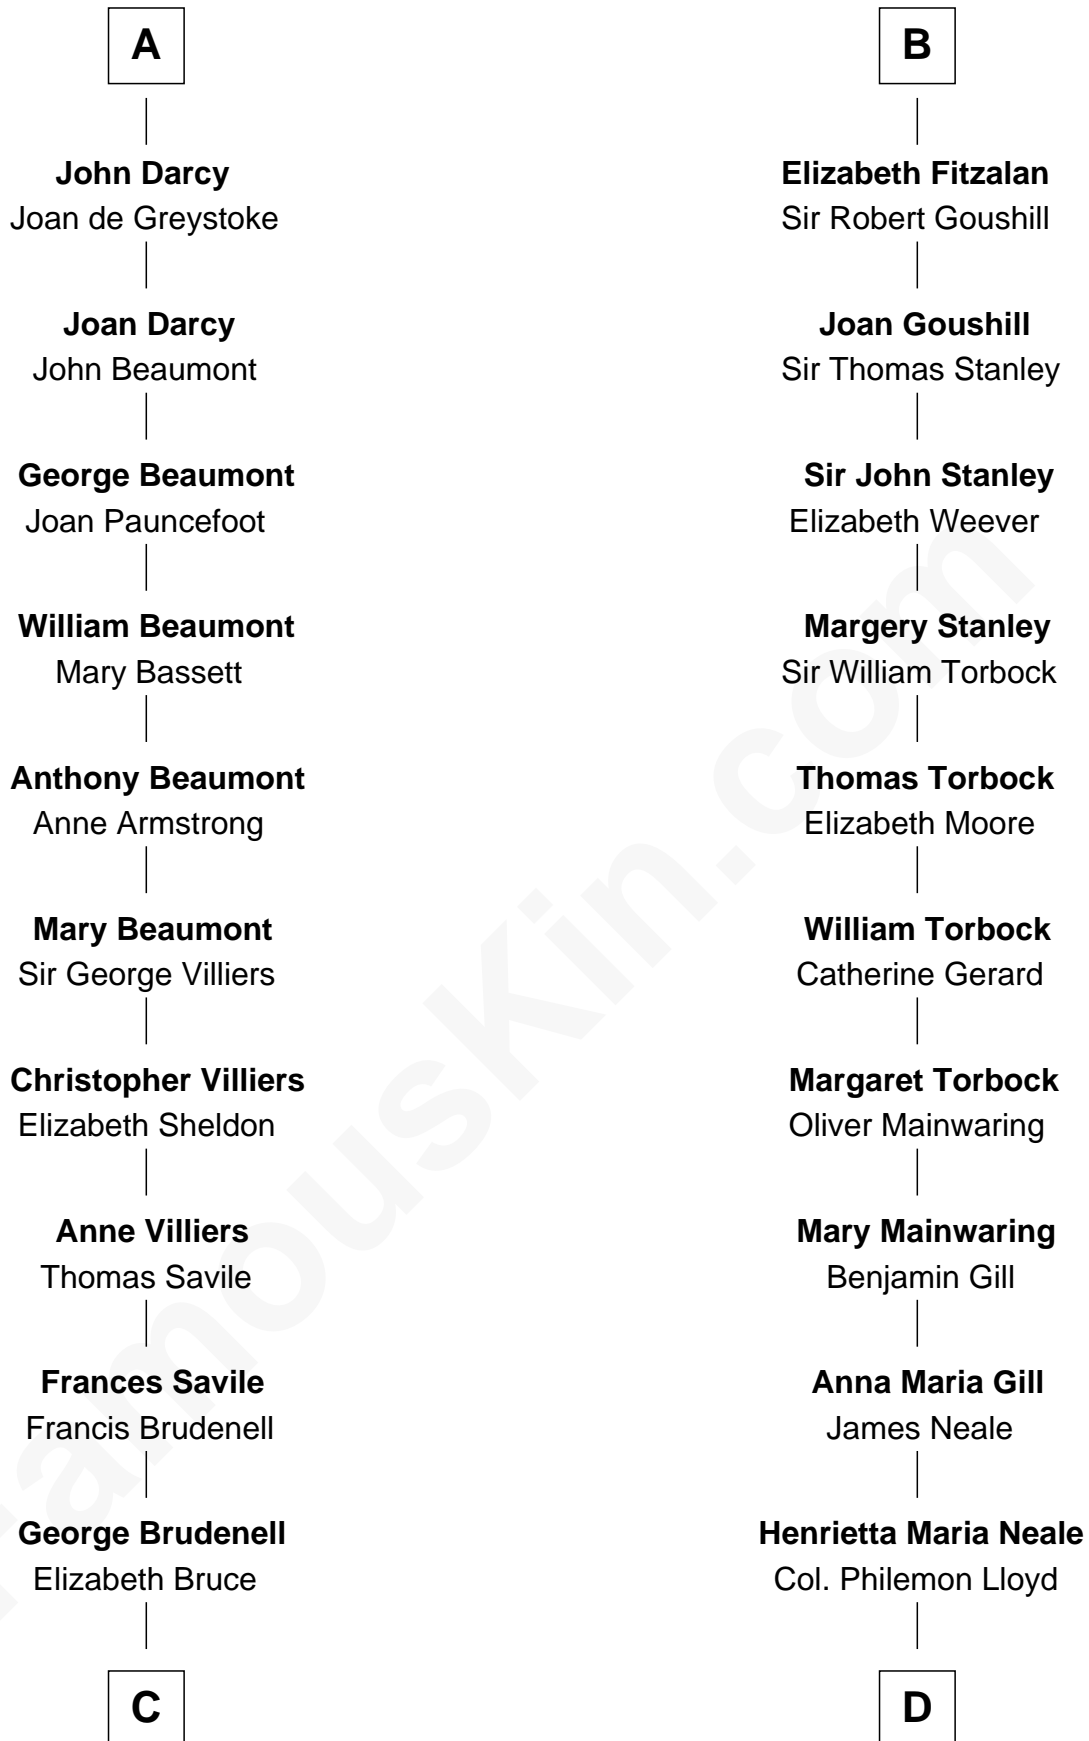 A
John Darcy
Joan de Greystoke
Joan Darcy
John Beaumont
George Beaumont
Joan Pauncefoot
William Beaumont
Mary Bassett
Anthony Beaumont
Anne Armstrong
Mary Beaumont
Sir George Villiers
Christopher Villiers
Elizabeth Sheldon
Anne Villiers
Thomas Savile
Frances Savile
Francis Brudenell
George Brudenell
Elizabeth Bruce
C
B
Elizabeth Fitzalan
Sir Robert Goushill
Joan Goushill
Sir Thomas Stanley
Sir John Stanley
Elizabeth Weever
Margery Stanley
Sir William Torbock
Thomas Torbock
Elizabeth Moore
William Torbock
Catherine Gerard
Margaret Torbock
Oliver Mainwaring
Mary Mainwaring
Benjamin Gill
Anna Maria Gill
James Neale
Henrietta Maria Neale
Col. Philemon Lloyd
D
FamousKin.com